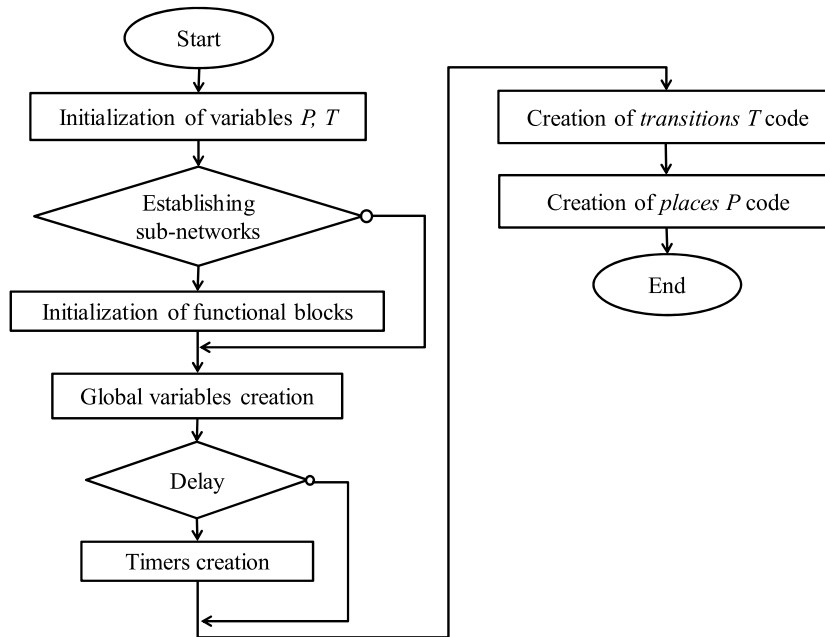 Start
Initialization of variables P, T
Establishing
sub-networks
Initialization of functional blocks
Global variables creation
Delay
Timers creation
Creation of transitions T code
Creation of places P code
End